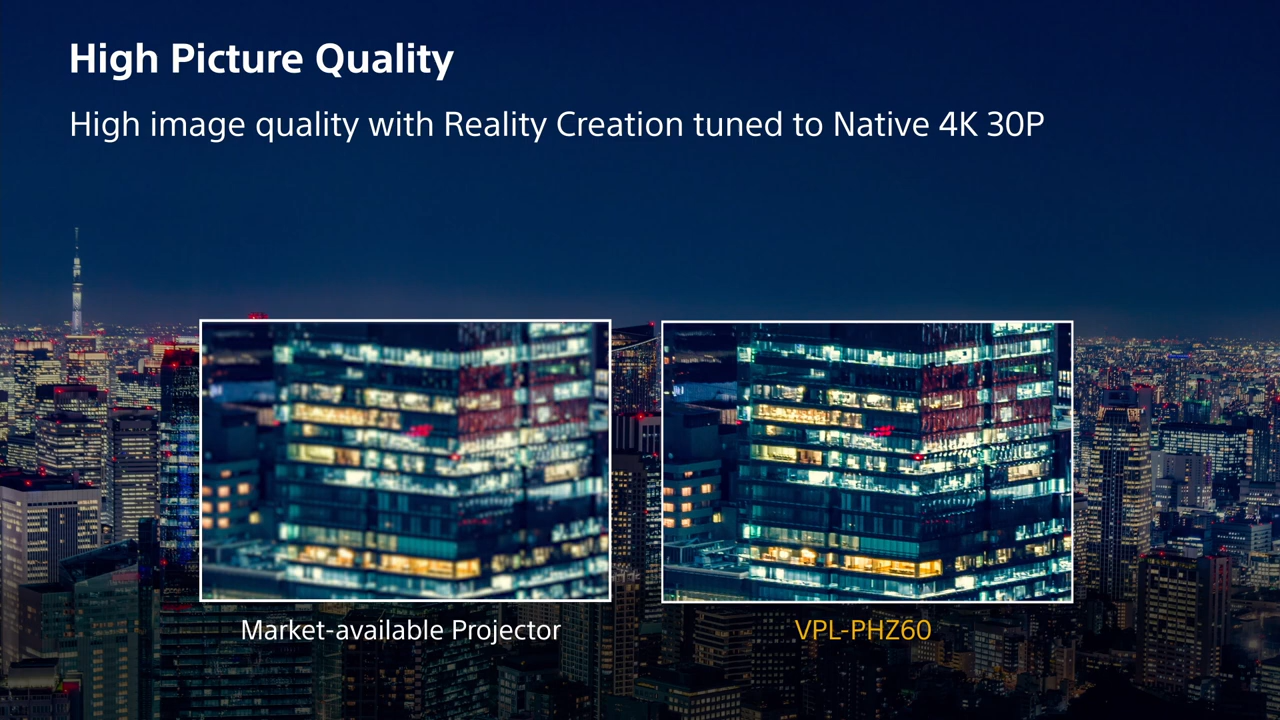 High Picture Quality
High image quality with Reality Creation tuned to Native 4K 30P
Market-available Projector
VPL-PHZ60